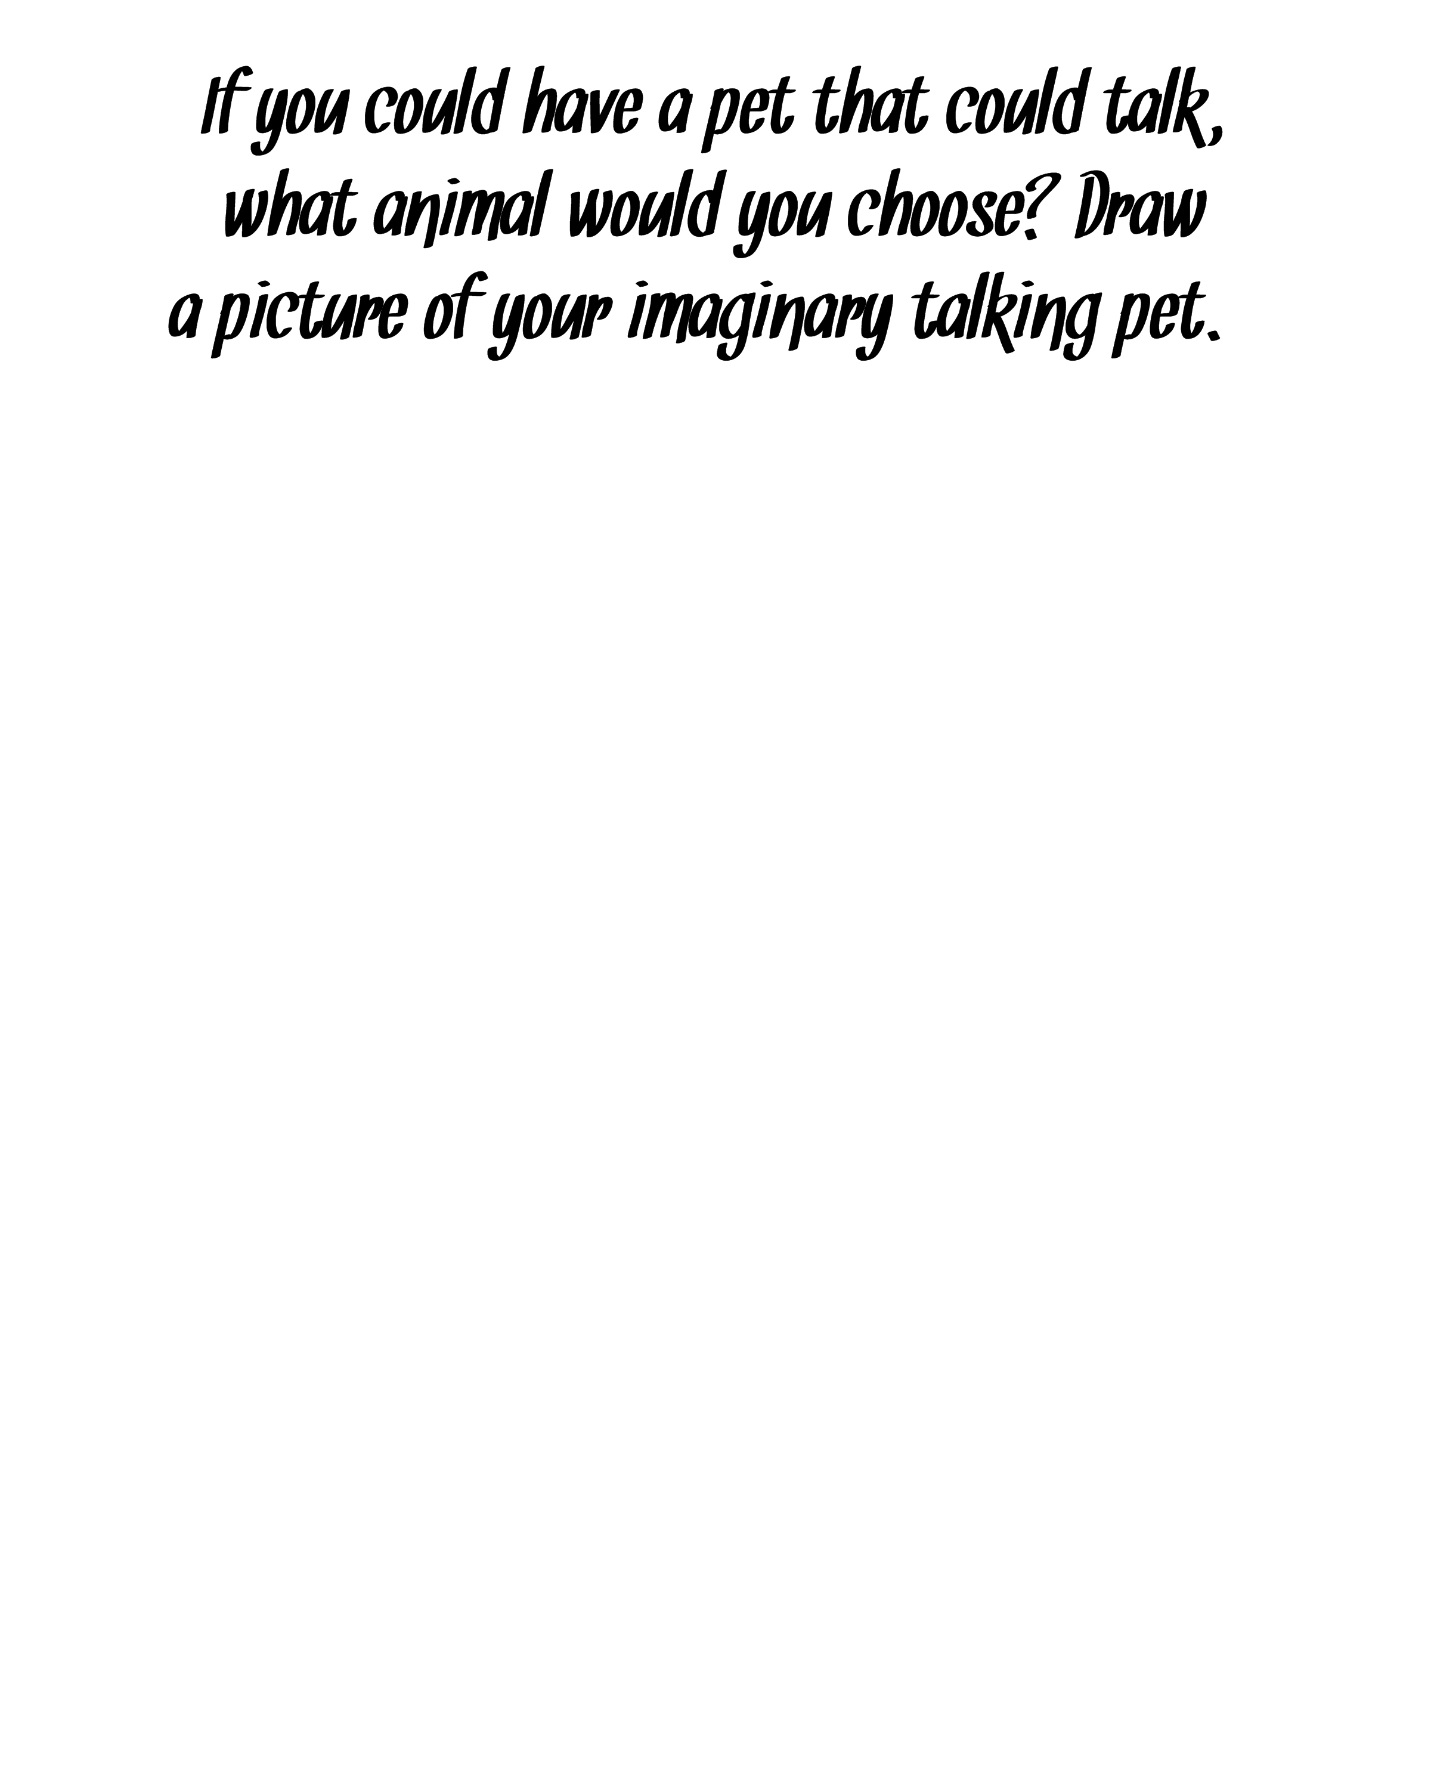 If you could have a pet that could talk,
what animal would you choose? Draw
a picture of your imaginary talking pet.